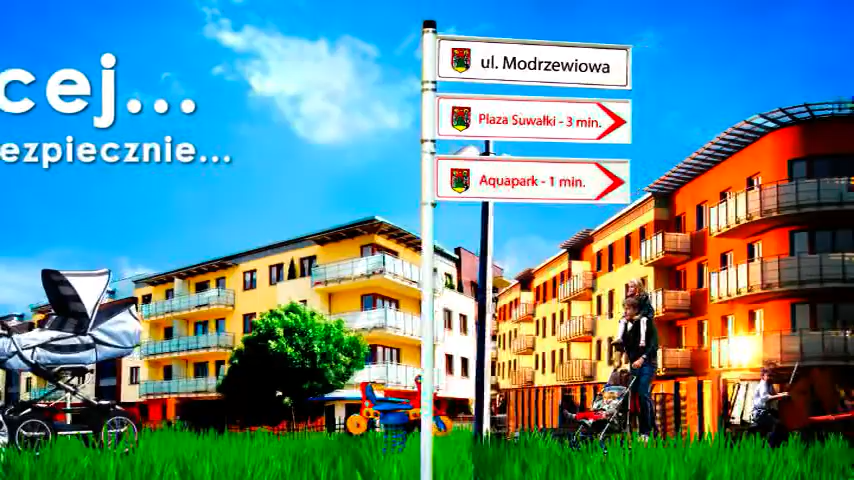 cej...
ezpiecznie...
ul. Modrzewiowa
Plaza Suwałki - 3 min.
Aquapark - 1 min.